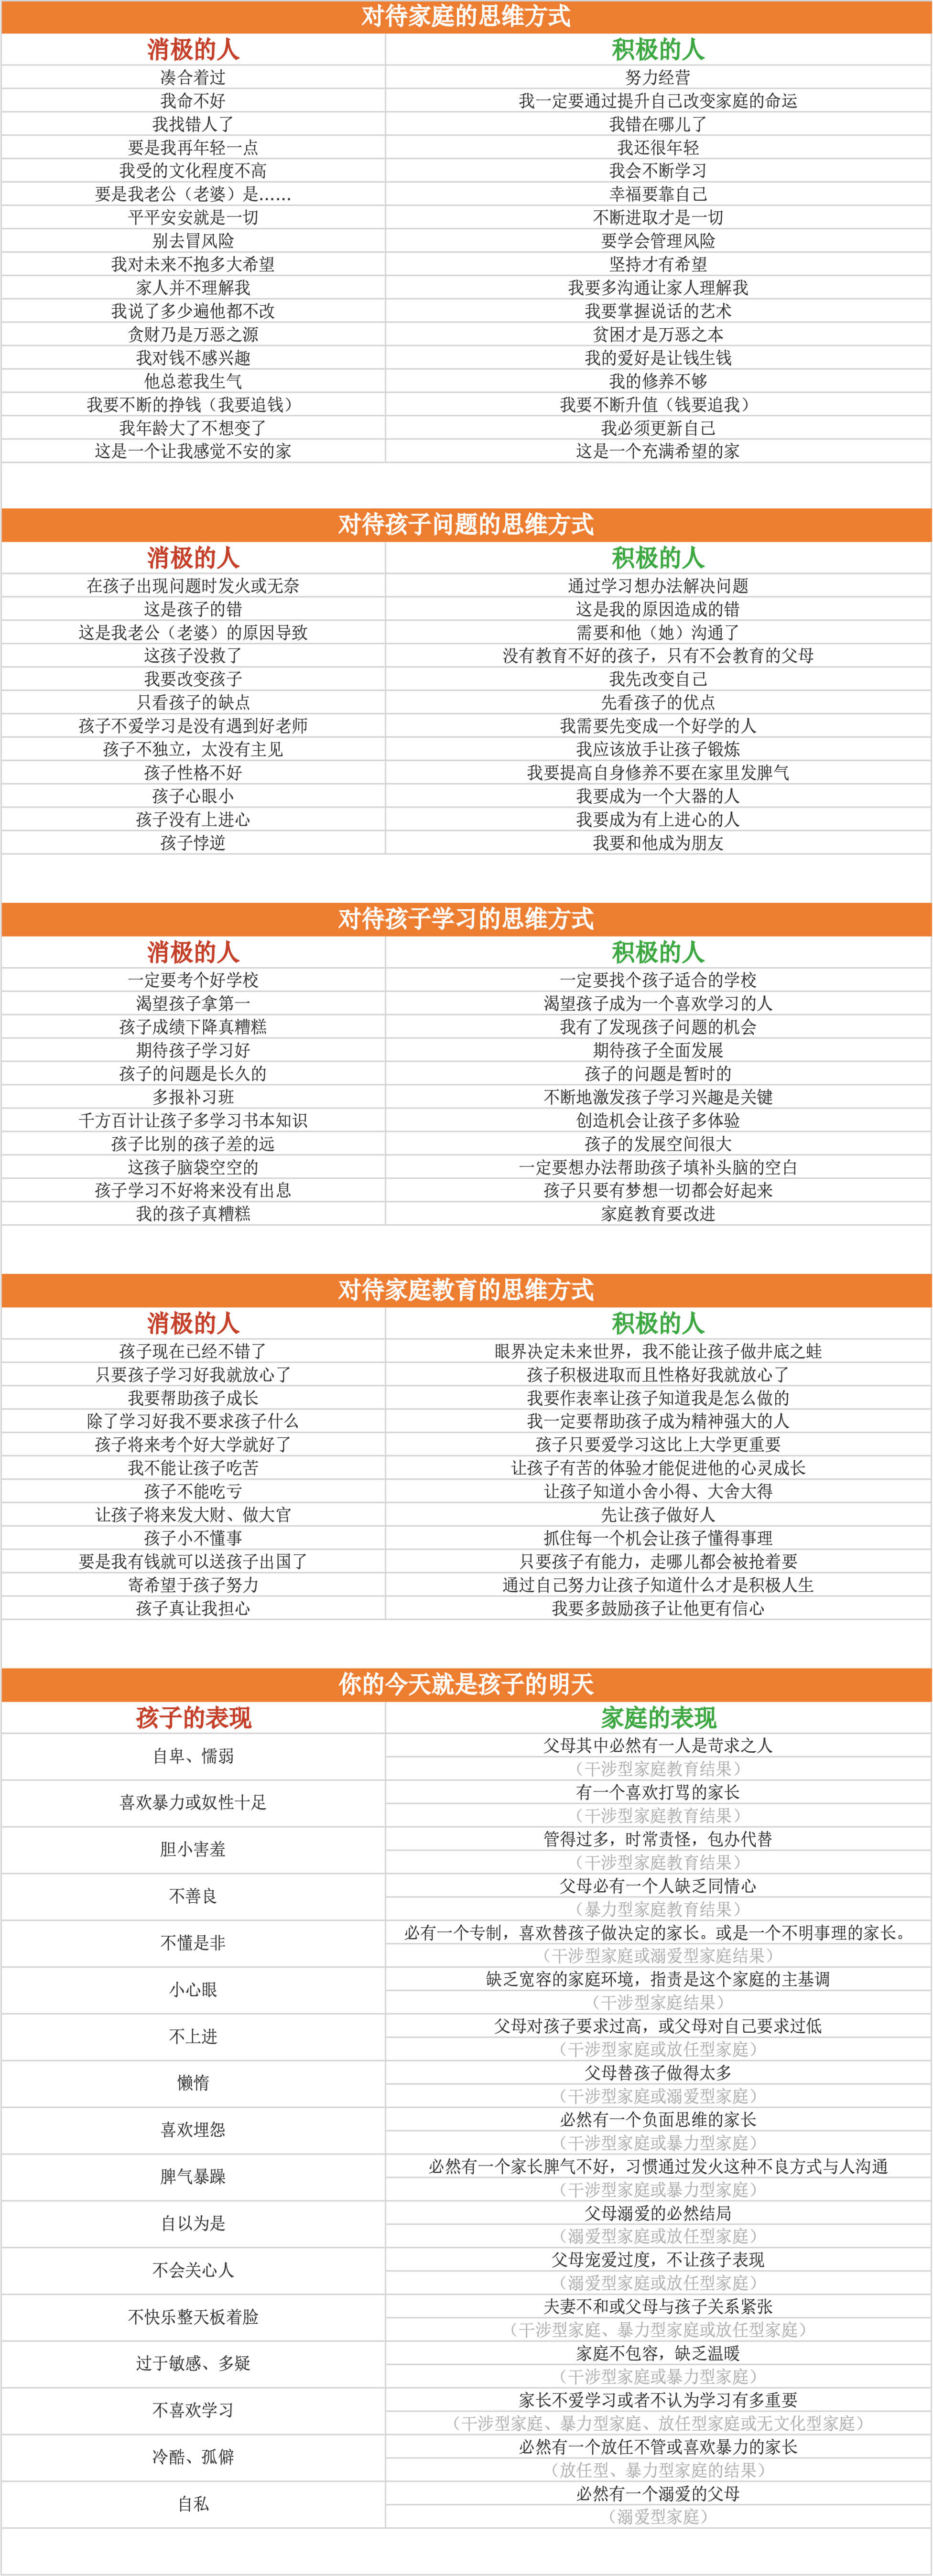 对待家庭的思维方式
消极的人 积极的人
凑合着过 努力经营
我命不好 我一定要通过提升自己改变家庭的命运
我找错人了 我错在哪儿了
要是我再年轻一点 我还很年轻
我受的文化程度不高 我会不断学习
要是我老公（老婆）是…… 幸福要靠自己
平平安安就是一切 不断进取才是一切
别去冒风险 要学会管理风险
我对未来不抱多大希望 坚持才有希望
家人并不理解我 我要多沟通让家人理解我
我说了多少遍他都不改 我要掌握说话的艺术
贪财乃是万恶之源 贫困才是万恶之本
我对钱不感兴趣 我的爱好是让钱生钱
他总惹我生气 我的修养不够
我要不断的挣钱（我要追钱） 我要不断升值（钱要追我）
我年龄大了不想变了 我必须更新自己
这是一个让我感觉不安的家 这是一个充满希望的家
对待孩子问题的思维方式
消极的人 积极的人
在孩子出现问题时发火或无奈 通过学习想办法解决问题
这是孩子的错 这是我的原因造成的错
这是我老公（老婆）的原因导致 需要和他（她）沟通了
这孩子没救了 没有教育不好的孩子，只有不会教育的父母
我要改变孩子 我先改变自己
只看孩子的缺点 先看孩子的优点
孩子不爱学习是没有遇到好老师 我需要先变成一个好学的人
孩子不独立，太没有主见 我应该放手让孩子锻炼
孩子性格不好 我要提高自身修养不要在家里发脾气
孩子心眼小 我要成为一个大器的人
孩子没有上进心 我要成为有上进心的人
孩子悖逆 我要和他成为朋友
对待孩子学习的思维方式
消极的人 积极的人
一定要考个好学校 一定要找个孩子适合的学校
渴望孩子拿第一 渴望孩子成为一个喜欢学习的人
孩子成绩下降真糟糕 我有了发现孩子问题的机会
期待孩子学习好 期待孩子全面发展
孩子的问题是长久的 孩子的问题是暂时的
多报补习班 不断地激发孩子学习兴趣是关键
千方百计让孩子多学习书本知识 创造机会让孩子多体验
孩子比别的孩子差的远 孩子的发展空间很大
这孩子脑袋空空的 一定要想办法帮助孩子填补头脑的空白
孩子学习不好将来没有出息 孩子只要有梦想一切都会好起来
我的孩子真糟糕 家庭教育要改进
对待家庭教育的思维方式
消极的人 积极的人
孩子现在已经不错了 眼界决定未来世界，我不能让孩子做井底之蛙
只要孩子学习好我就放心了 孩子积极进取而且性格好我就放心了
我要帮助孩子成长 我要作表率让孩子知道我是怎么做的
除了学习好我不要求孩子什么 我一定要帮助孩子成为精神强大的人
孩子将来考个好大学就好了 孩子只要爱学习这比上大学更重要
我不能让孩子吃苦 让孩子有苦的体验才能促进他的心灵成长
孩子不能吃亏 让孩子知道小舍小得、大舍大得
让孩子将来发大财、做大官 先让孩子做好人
孩子小不懂事 抓住每一个机会让孩子懂得事理
要是我有钱就可以送孩子出国了 只要孩子有能力，走哪儿都会被抢着要
寄希望于孩子努力 通过自己努力让孩子知道什么才是积极人生
孩子真让我担心 我要多鼓励孩子让他更有信心
你的今天就是孩子的明天
孩子的表现 家庭的表现
自卑、懦弱 父母其中必然有一人是苛求之人
（干涉型家庭教育结果）
喜欢暴力或奴性十足 有一个喜欢打骂的家长
（干涉型家庭教育结果）
胆小害羞 管得过多，时常责怪，包办代替
（干涉型家庭教育结果）
不善良 父母必有一个人缺乏同情心
（暴力型家庭教育结果）
不懂是非 必有一个专制，喜欢替孩子做决定的家长。或是一个不明事理的家长。
（干涉型家庭或溺爱型家庭结果）
小心眼 缺乏宽容的家庭环境，指责是这个家庭的主基调
（干涉型家庭结果）
不上进 父母对孩子要求过高，或父母对自己要求过低
（干涉型家庭或放任型家庭）
懒惰 父母替孩子做得太多
（干涉型家庭或溺爱型家庭）
喜欢埋怨 必然有一个负面思维的家长
（干涉型家庭或暴力型家庭）
脾气暴躁 必然有一个家长脾气不好，习惯通过发火这种不良方式与人沟通
（干涉型家庭或暴力型家庭）
自以为是 父母溺爱的必然结局
（溺爱型家庭或放任型家庭）
不会关心人 父母宠爱过度，不让孩子表现
（溺爱型家庭或放任型家庭）
不快乐整天板着脸 夫妻不和或父母与孩子关系紧张
（干涉型家庭、暴力型家庭或放任型家庭）
过于敏感、多疑 家庭不包容，缺乏温暖
（干涉型家庭或暴力型家庭）
不喜欢学习 家长不爱学习或者不认为学习有多重要
（干涉型家庭、暴力型家庭、放任型家庭或无文化型家庭）
冷酷、孤僻 必然有一个放任不管或喜欢暴力的家长
（放任型、暴力型家庭的结果）
自私 必然有一个溺爱的父母
（溺爱型家庭）